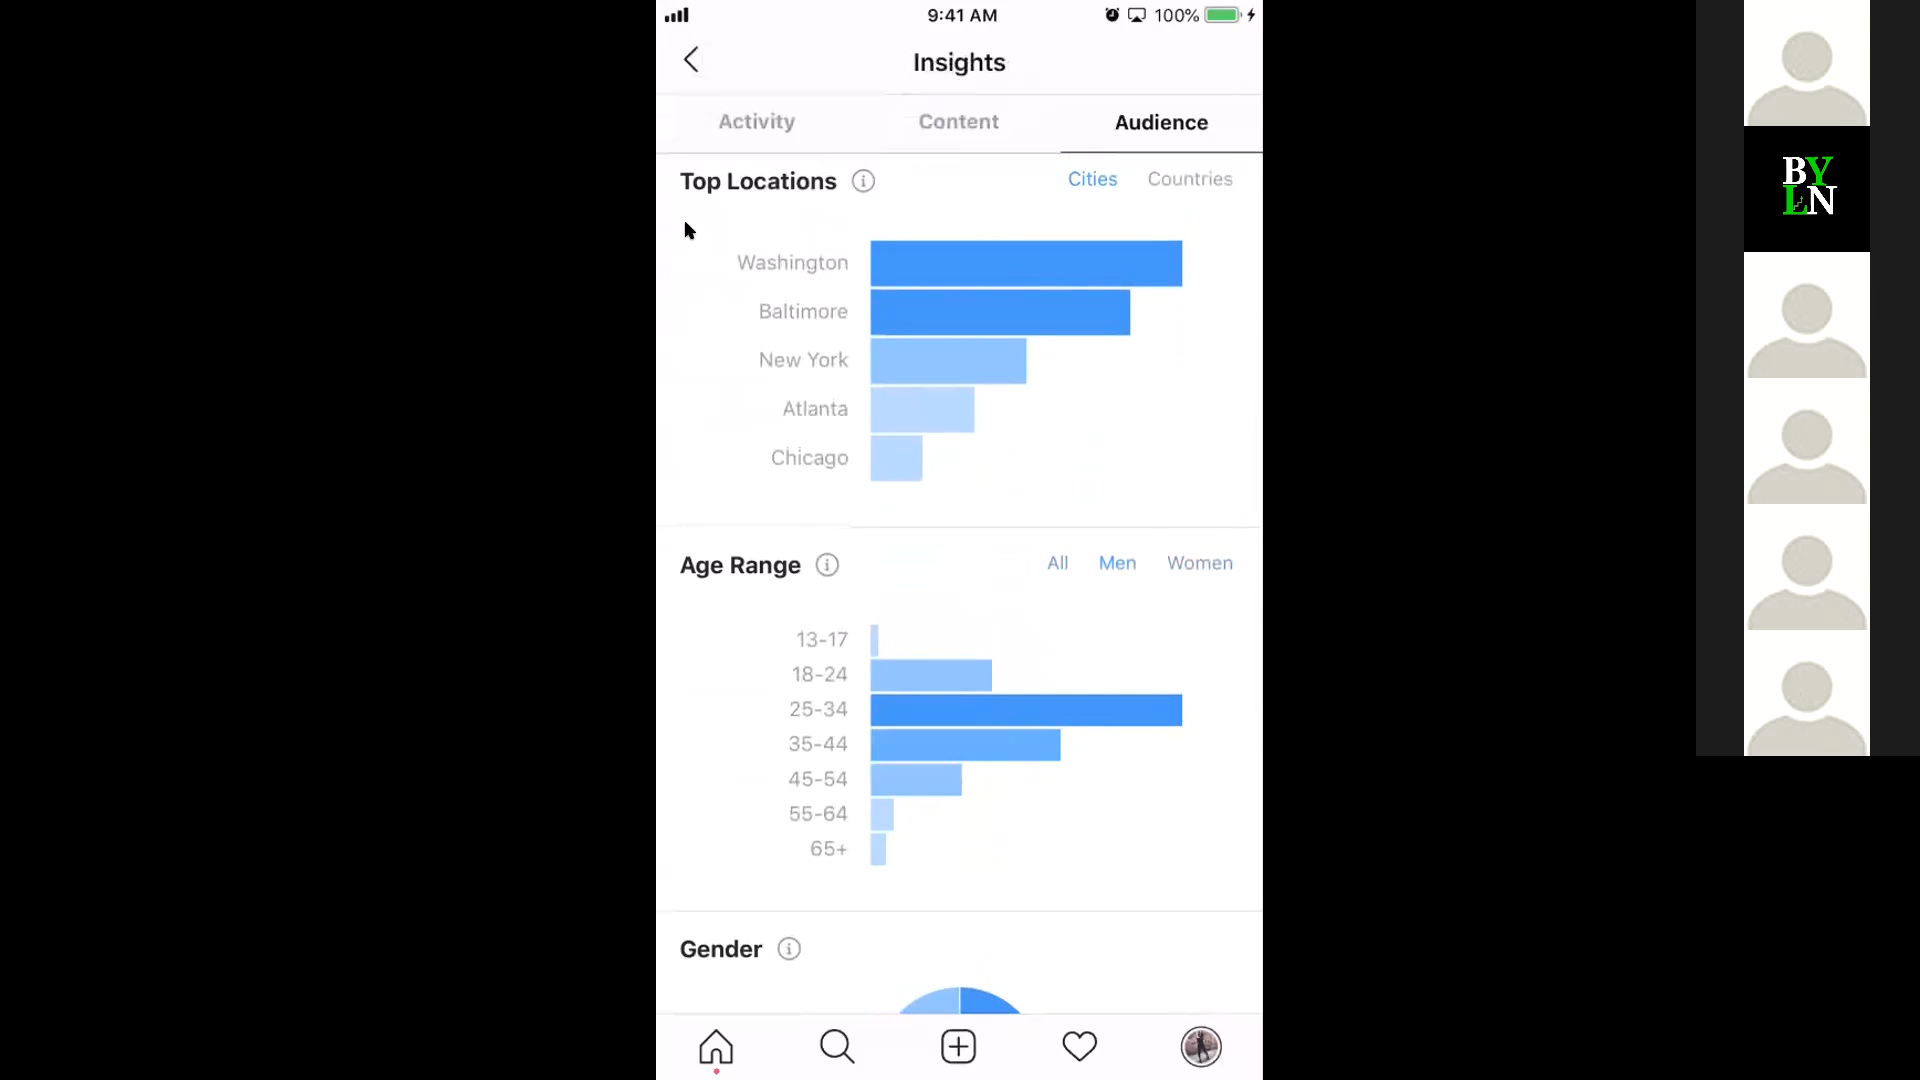 9:41 AM
100%
Insights
Activity
Content
Audience
Top Locations
Cities
Countries
Washington
Baltimore
New York
Atlanta
Chicago
Age Range
All
Men
Women
13-17
18-24
25-34
35-44
45-54
55-64
65+
Gender
BY
LN